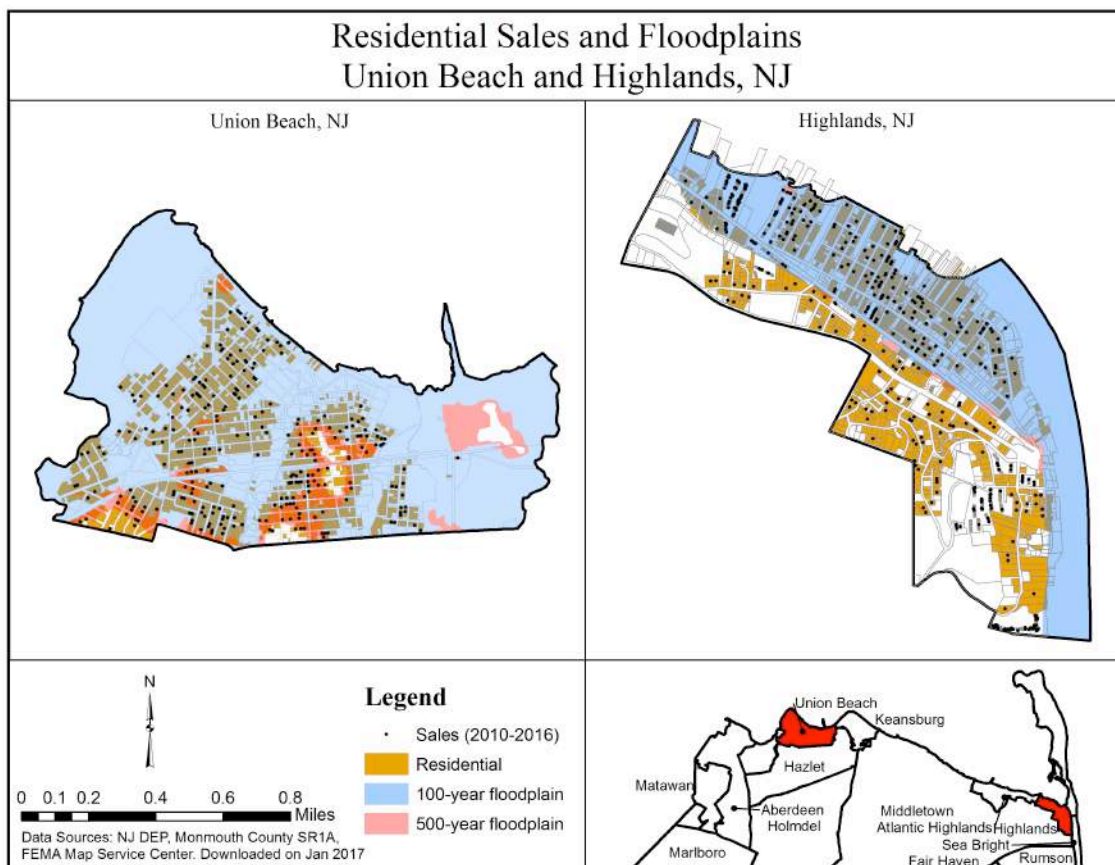 Residential Sales and Floodplains
Union Beach and Highlands, NJ
Union Beach, NJ
Highlands, NJ
N
0 0.1 0.2 0.4 0.6 0.8
Miles
Data Sources: NJ DEP, Monmouth County SR1A,
FEMA Map Service Center. Downloaded on Jan 2017
Legend
Sales (2010-2016)
Residential
100-year floodplain
500-year floodplain
Union Beach
Keansburg
Hazlet
Matawan
Aberdeen
Holmdel
Marlboro
Middletown
Atlantic Highlands
Highlands
Sea Bright
Fair Haven
Rumson